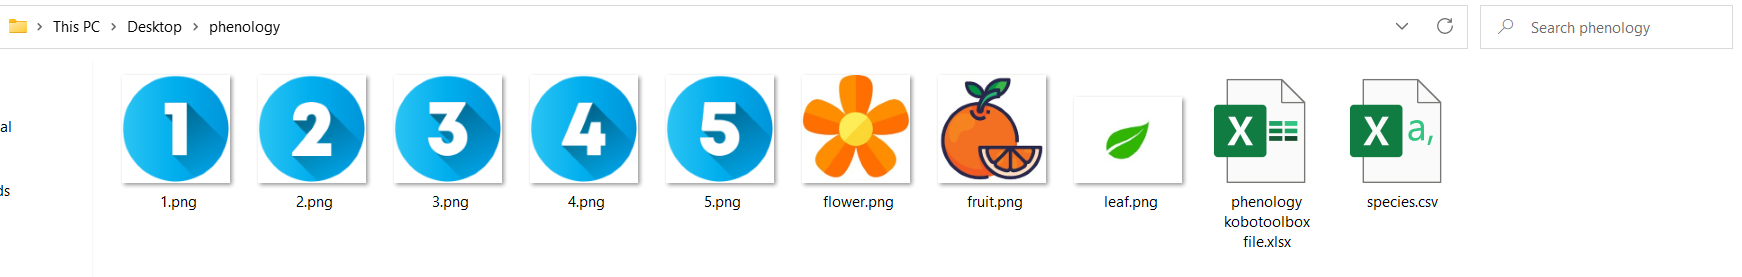 This PC > Desktop > phenology
Search phenology
al
ds
1
2
3
4
5
X
X a,
1.png
2.png
3.png
4.png
5.png
flower.png
fruit.png
leaf.png
phenology
kobotoolbox
file.xlsx
species.csv